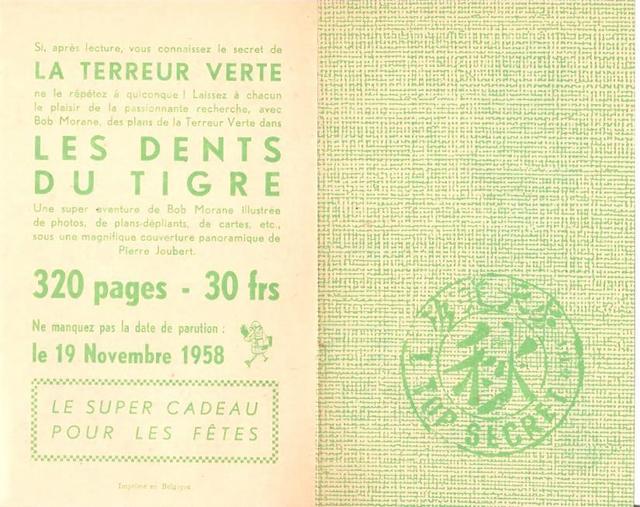 Si, après lecture, vous connaissez le secret de
LA TERREUR VERTE
ne le répétez à quiconque ! Laissez à chacun
le plaisir de la passionnante recherche, avec
Bob Morane, des plans de la Terreur Verte dans
LES DENTS
DU TIGRE
Une super aventure de Bob Morane illustrée
de photos, de plans-dépliants, de cartes, etc.,
sous une magnifique couverture panoramique de
Pierre Joubert.
320 pages - 30 frs
Ne manquez pas la date de parution :
le 19 Novembre 1958
LE SUPER CADEAU
POUR LES FÊTES
Imprimé en Belgique
秋
TOP SECRET